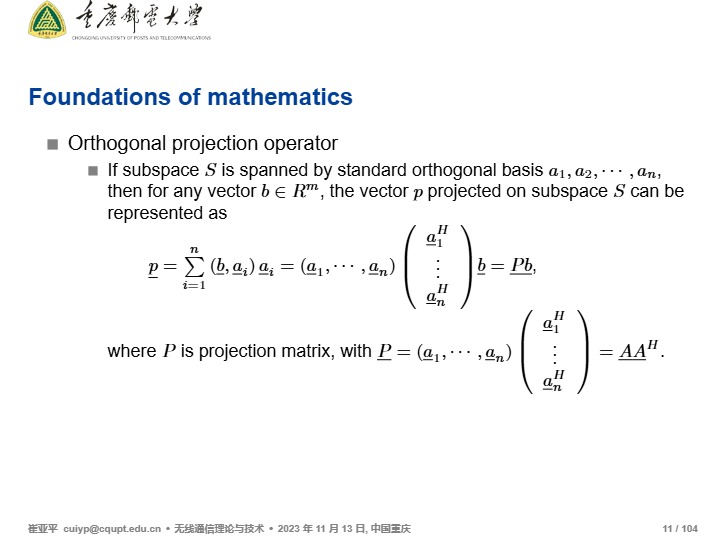 重慶郵電大学
CHONGQING UNIVERSITY OF POSTS AND TELECOMMUNICATIONS
Foundations of mathematics
Orthogonal projection operator
If subspace S is spanned by standard orthogonal basis a₁, a₂, ⋯, aₙ,
then for any vector b ∈ Rᵐ, the vector p projected on subspace S can be
represented as
p = ∑ᵢ₌₁ⁿ (b, aᵢ) aᵢ = (a₁, ⋯, aₙ) ( a₁ᴴ ⋮ aₙᴴ ) b = Pb,
where P is projection matrix, with P = (a₁, ⋯, aₙ) ( a₁ᴴ ⋮ aₙᴴ ) = AAᴴ.
崔亚平 cuiyp@cqupt.edu.cn • 无线通信理论与技术 • 2023 年 11 月 13 日, 中国重庆 11 / 104